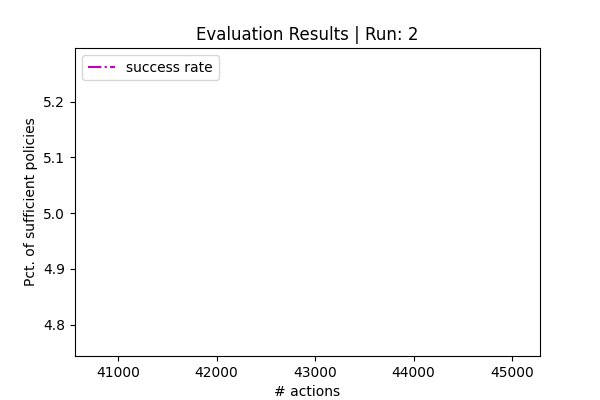 Evaluation Results | Run: 2
success rate
Pct. of sufficient policies
5.2
5.1
5.0
4.9
4.8
41000 42000 43000 44000 45000
# actions